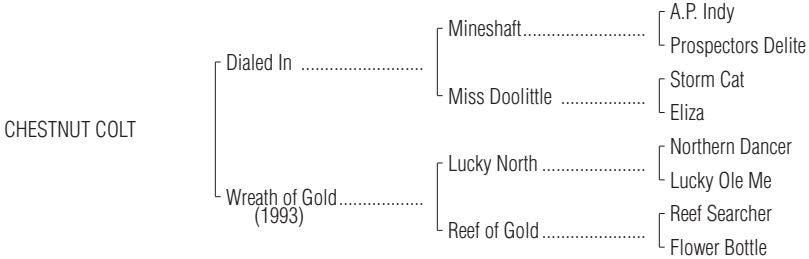 A.P. Indy
Mineshaft..........................
Prospectors Delite
Dialed In ..........................
Storm Cat
Miss Doolittle ..................
Eliza
CHESTNUT COLT
Northern Dancer
Lucky North ......................
Lucky Ole Me
Wreath of Gold..................
(1993)
Reef Searcher
Reef of Gold......................
Flower Bottle